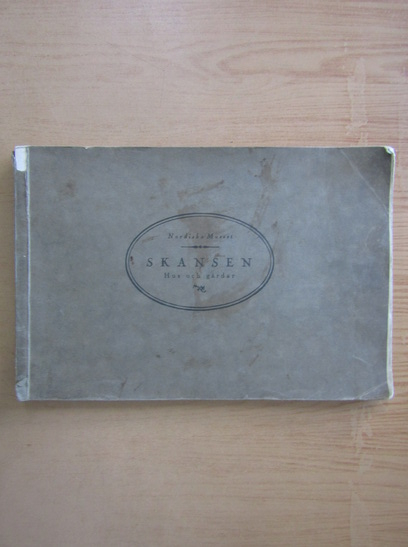 Nordiska Museet
SKANSEN
Hus och gårdar